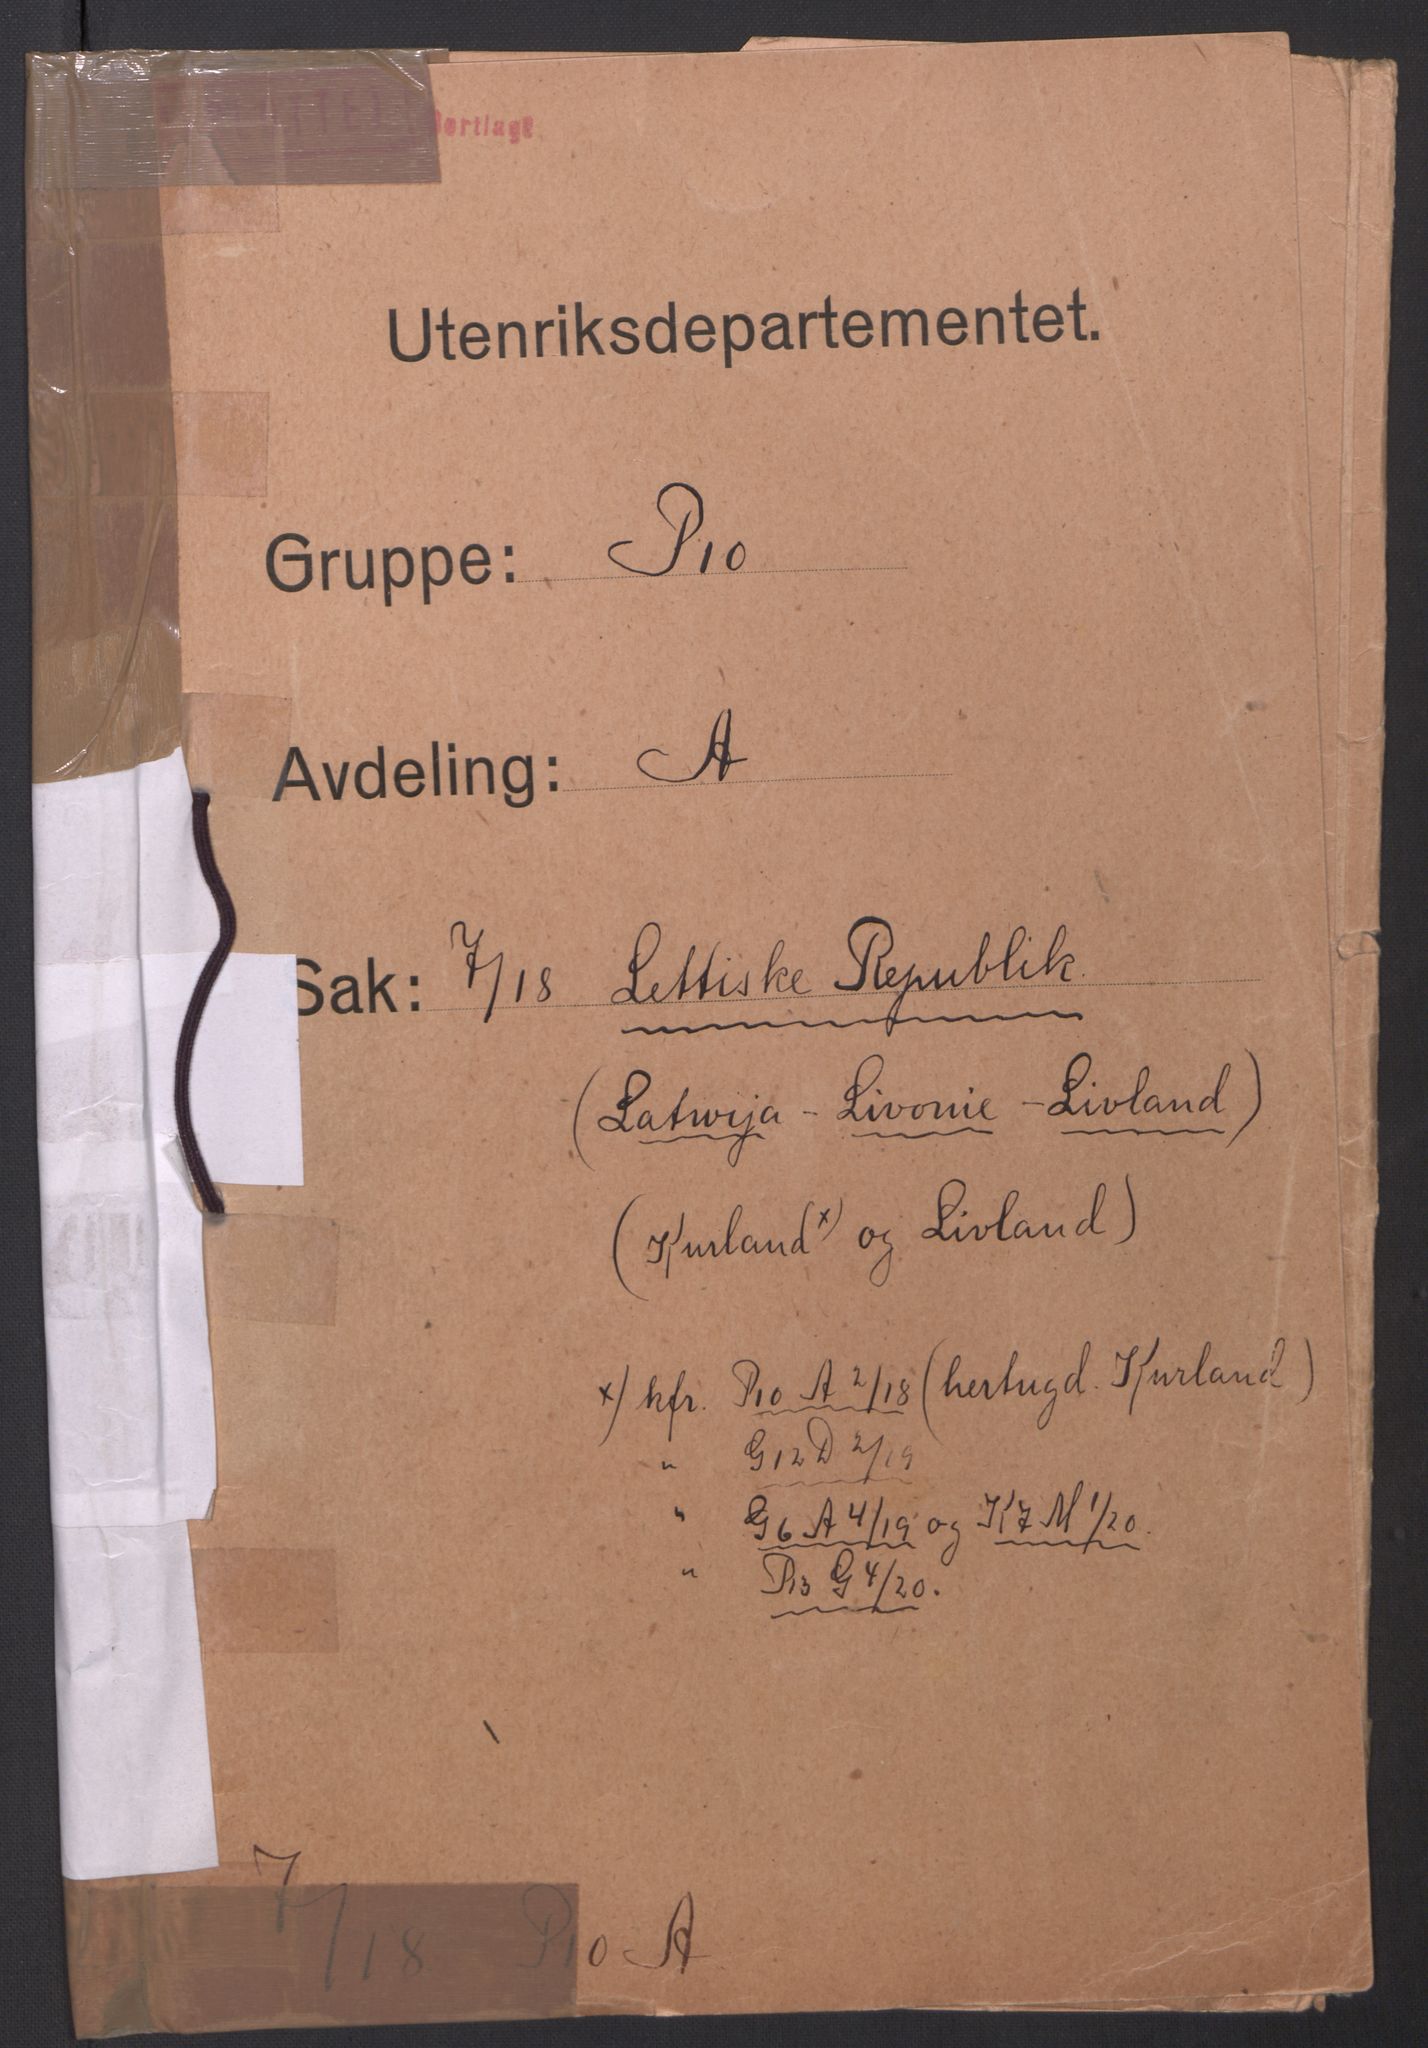 Bortlagt
Utenriksdepartementet.
Gruppe: P10
Avdeling: A
Sak: 7/18 Lettiske Republik.
(Latwija - Livonie - Livland)
(Kurland x) og Livland)
x) kfr. P10 A 2/18 (hertugd. Kurland)
" G12 D 2/19
" G6 A 4/19 og K7 M 1/20.
" P13 G 4/20.
7/18 P10 A